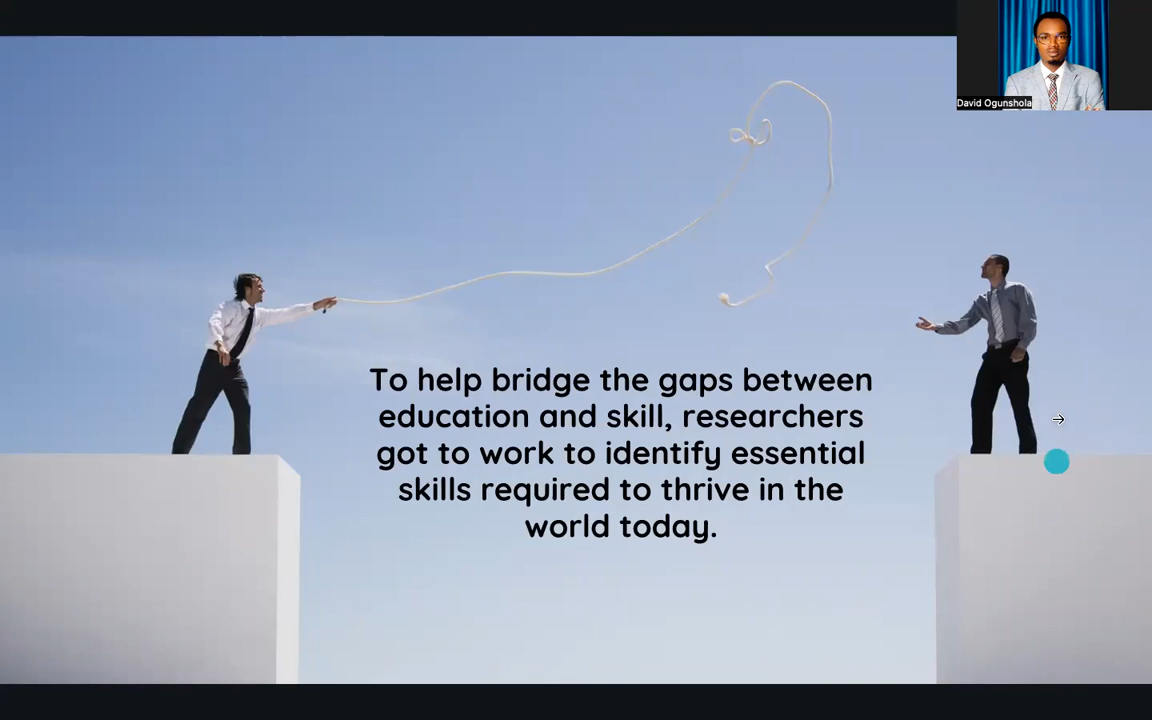 David Ogunshola
To help bridge the gaps between
education and skill, researchers
got to work to identify essential
skills required to thrive in the
world today.